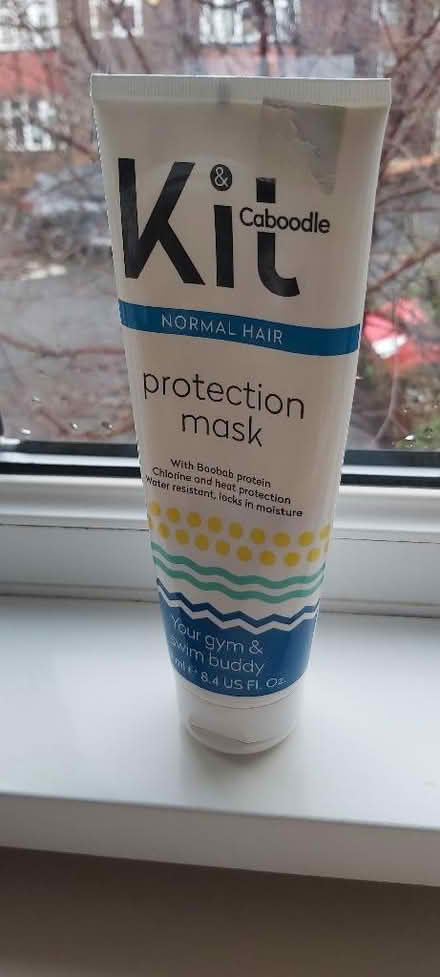 Kit
&
Caboodle
NORMAL HAIR
protection
mask
With Baobab protein
Chlorine and heat protection
Water resistant, locks in moisture
Your gym &
swim buddy
ml e 8.4 US Fl. Oz.